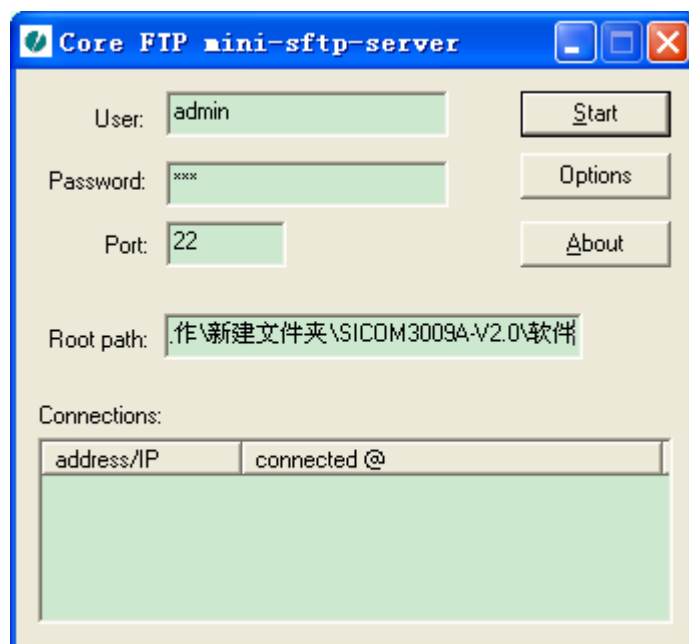 Core FTP mini-sftp-server
User: admin Start
Password: *** Options
Port: 22 About
Root path: .作\新建文件夹\SICOM3009A-V2.0\软件
Connections:
address/IP connected @